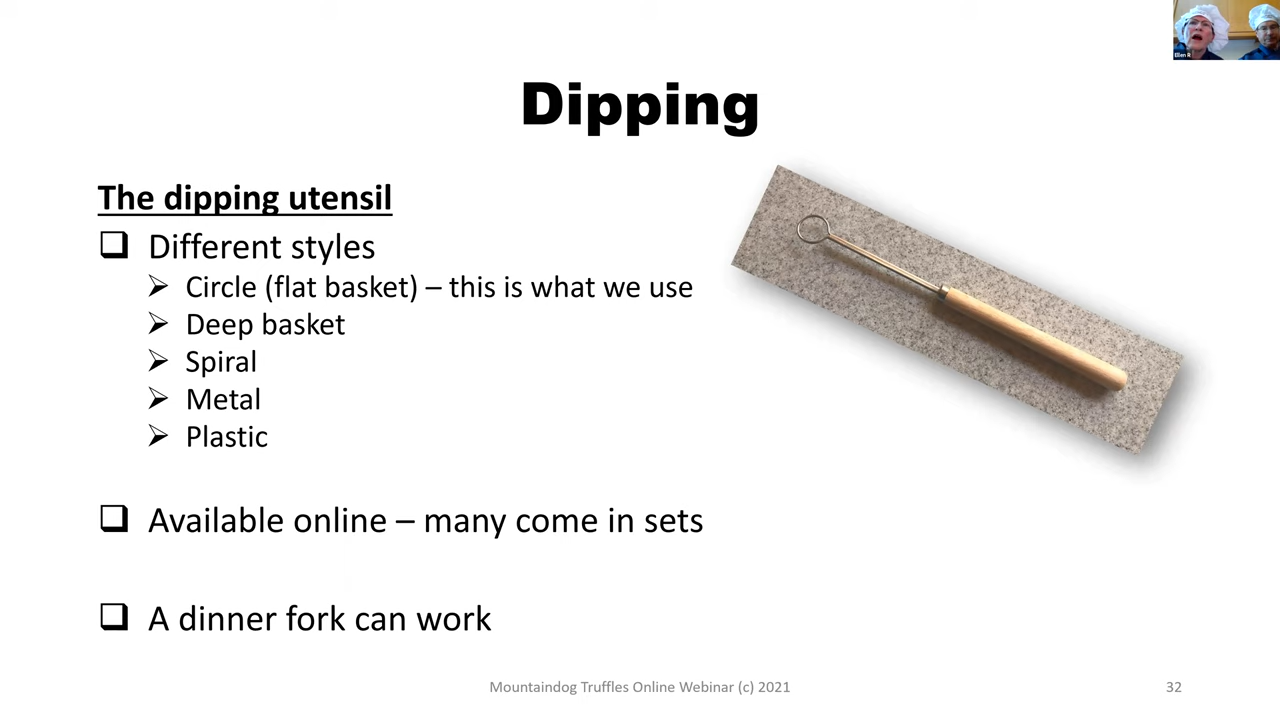 Ellen R
Dipping
The dipping utensil
❑ Different styles
➢ Circle (flat basket) – this is what we use
➢ Deep basket
➢ Spiral
➢ Metal
➢ Plastic
❑ Available online – many come in sets
❑ A dinner fork can work
Mountaindog Truffles Online Webinar (c) 2021
32